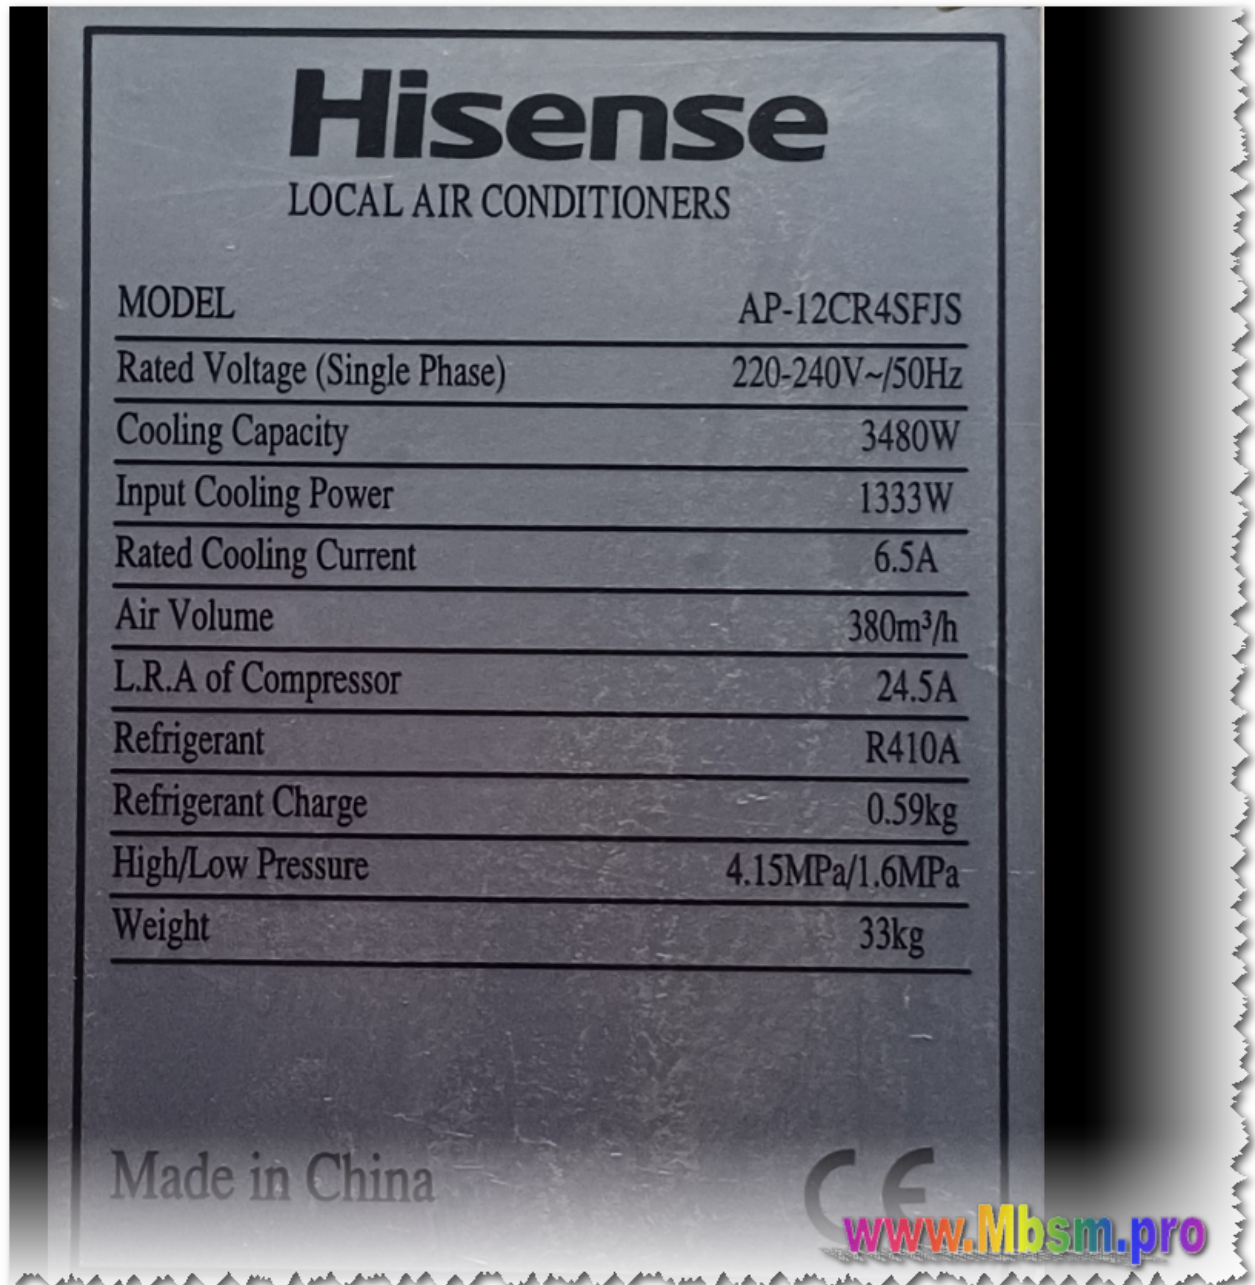 Hisense
LOCAL AIR CONDITIONERS
MODEL AP-12CR4SFJS
Rated Voltage (Single Phase) 220-240V~/50Hz
Cooling Capacity 3480W
Input Cooling Power 1333W
Rated Cooling Current 6.5A
Air Volume 380m³/h
L.R.A of Compressor 24.5A
Refrigerant R410A
Refrigerant Charge 0.59kg
High/Low Pressure 4.15MPa/1.6MPa
Weight 33kg
Made in China CE
www.Mbsm.pro